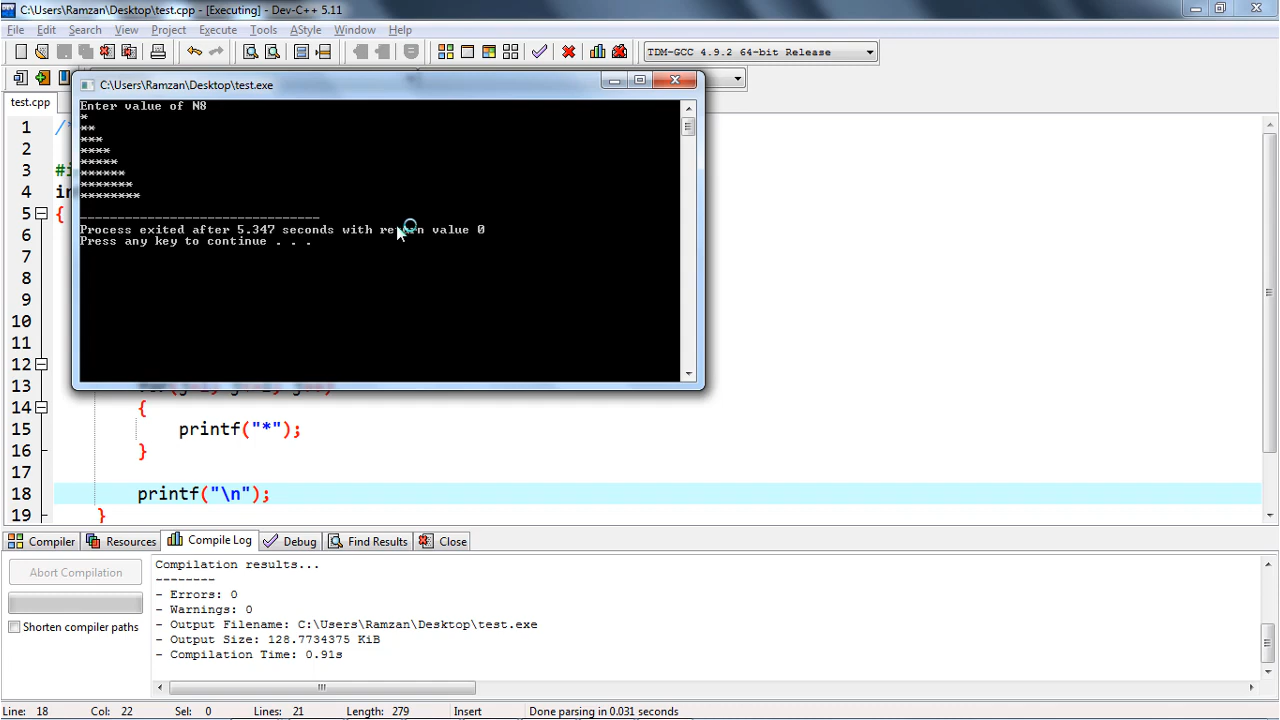 C:\Users\Ramzan\Desktop\test.cpp - [Executing] - Dev-C++ 5.11
File Edit Search View Project Execute Tools AStyle Window Help
TDM-GCC 4.9.2 64-bit Release
C:\Users\Ramzan\Desktop\test.exe
test.cpp
Enter value of N8
*
**
***
****
*****
******
*******
********
--------------------------------
Process exited after 5.347 seconds with return value 0
Press any key to continue . . .
1 /
2
3 #i
4 in
5 {
6
7
8
9
10
11
12
13
14 {
15 printf("*");
16 }
17
18 printf("\n");
19 }
Compiler Resources Compile Log Debug Find Results Close
Abort Compilation
Shorten compiler paths
Compilation results...
--------
- Errors: 0
- Warnings: 0
- Output Filename: C:\Users\Ramzan\Desktop\test.exe
- Output Size: 128.7734375 KiB
- Compilation Time: 0.91s
Line: 18 Col: 22 Sel: 0 Lines: 21 Length: 279 Insert Done parsing in 0.031 seconds